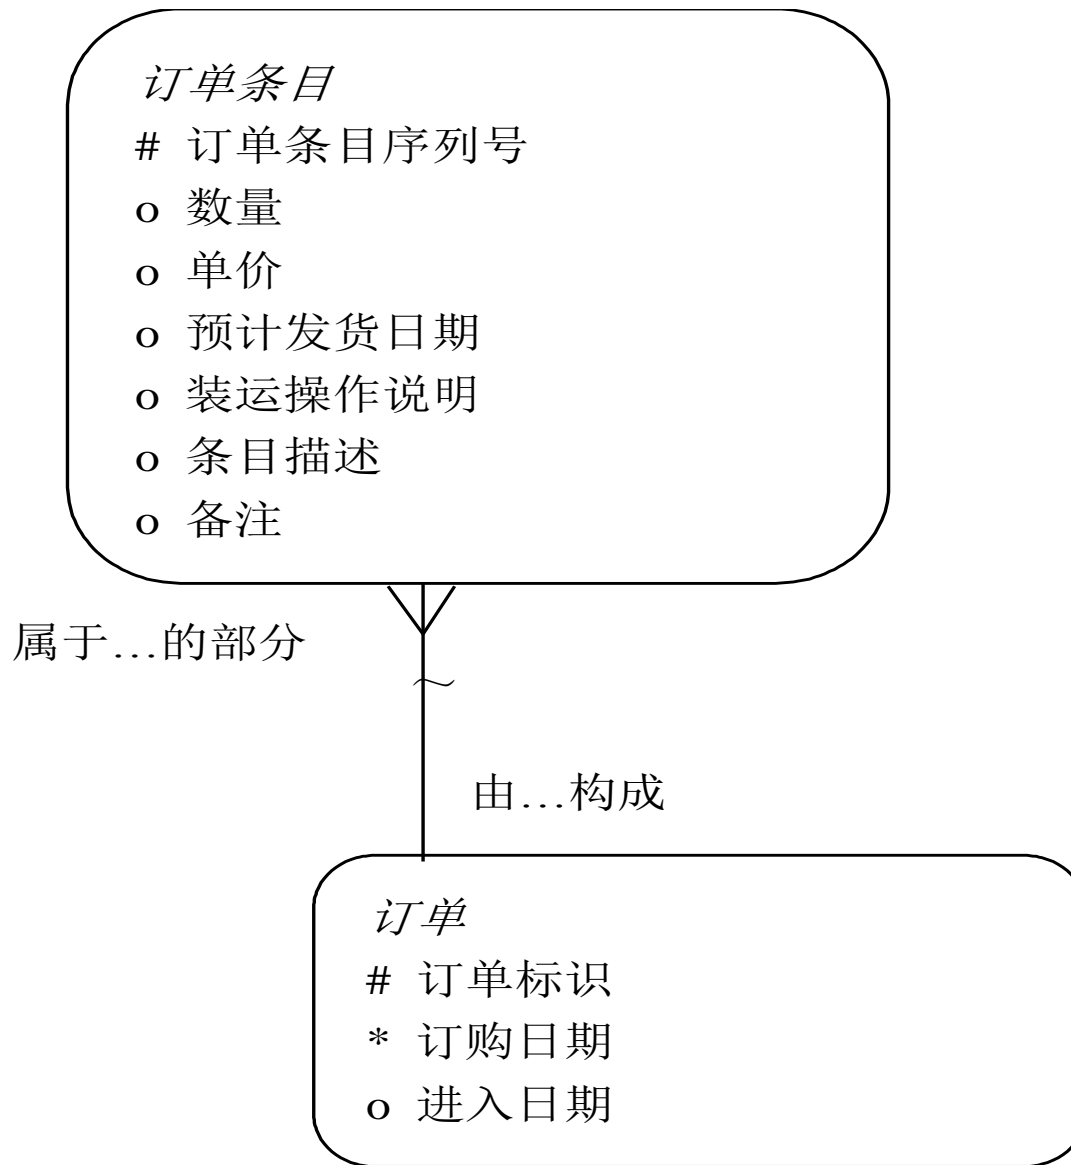 订单条目
# 订单条目序列号
o 数量
o 单价
o 预计发货日期
o 装运操作说明
o 条目描述
o 备注
属于…的部分
~
由…构成
订单
# 订单标识
* 订购日期
o 进入日期